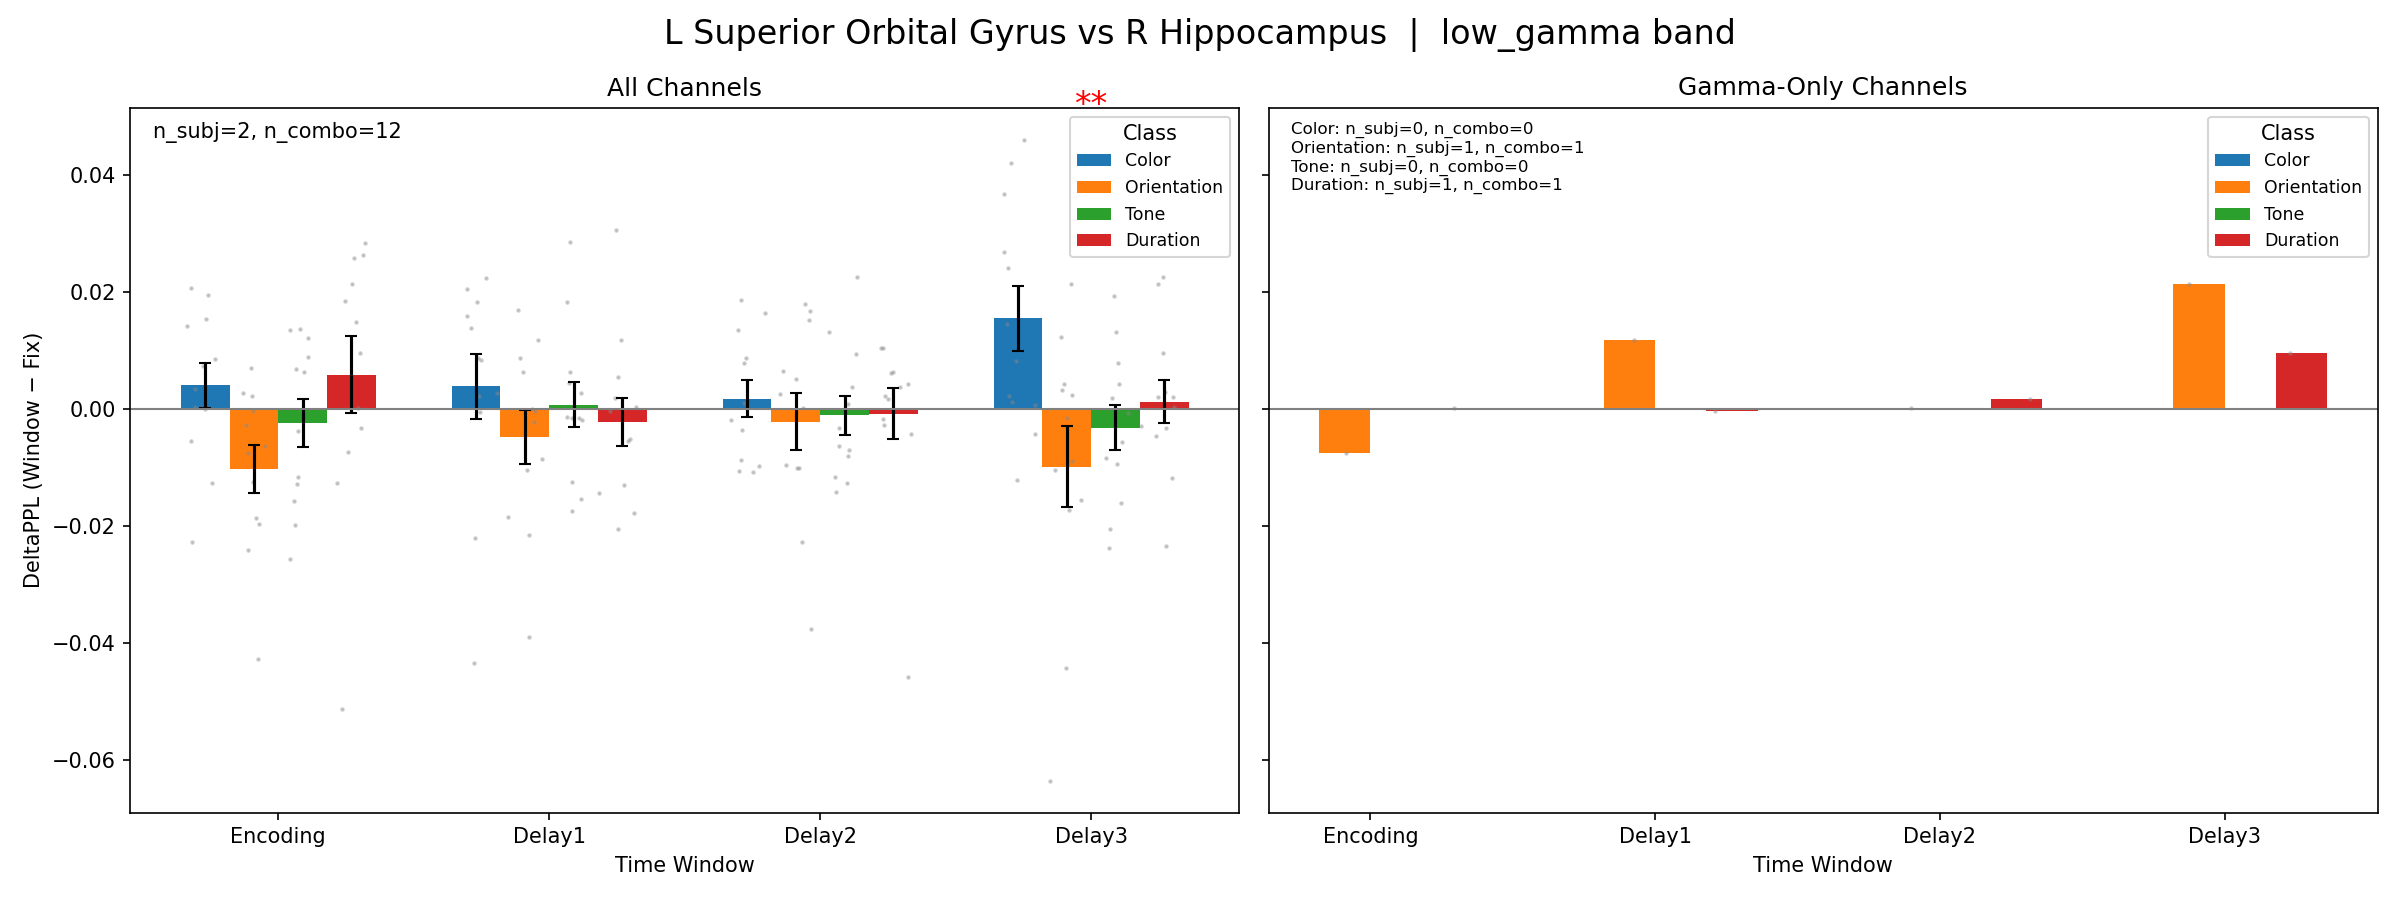 L Superior Orbital Gyrus vs R Hippocampus | low_gamma band
All Channels
**
n_subj=2, n_combo=12
Class
Color
Orientation
Tone
Duration
0.04
0.02
0.00
−0.02
−0.04
−0.06
DeltaPPL (Window − Fix)
Encoding
Delay1
Delay2
Delay3
Time Window
Gamma-Only Channels
Color: n_subj=0, n_combo=0
Orientation: n_subj=1, n_combo=1
Tone: n_subj=0, n_combo=0
Duration: n_subj=1, n_combo=1
Class
Color
Orientation
Tone
Duration
Encoding
Delay1
Delay2
Delay3
Time Window